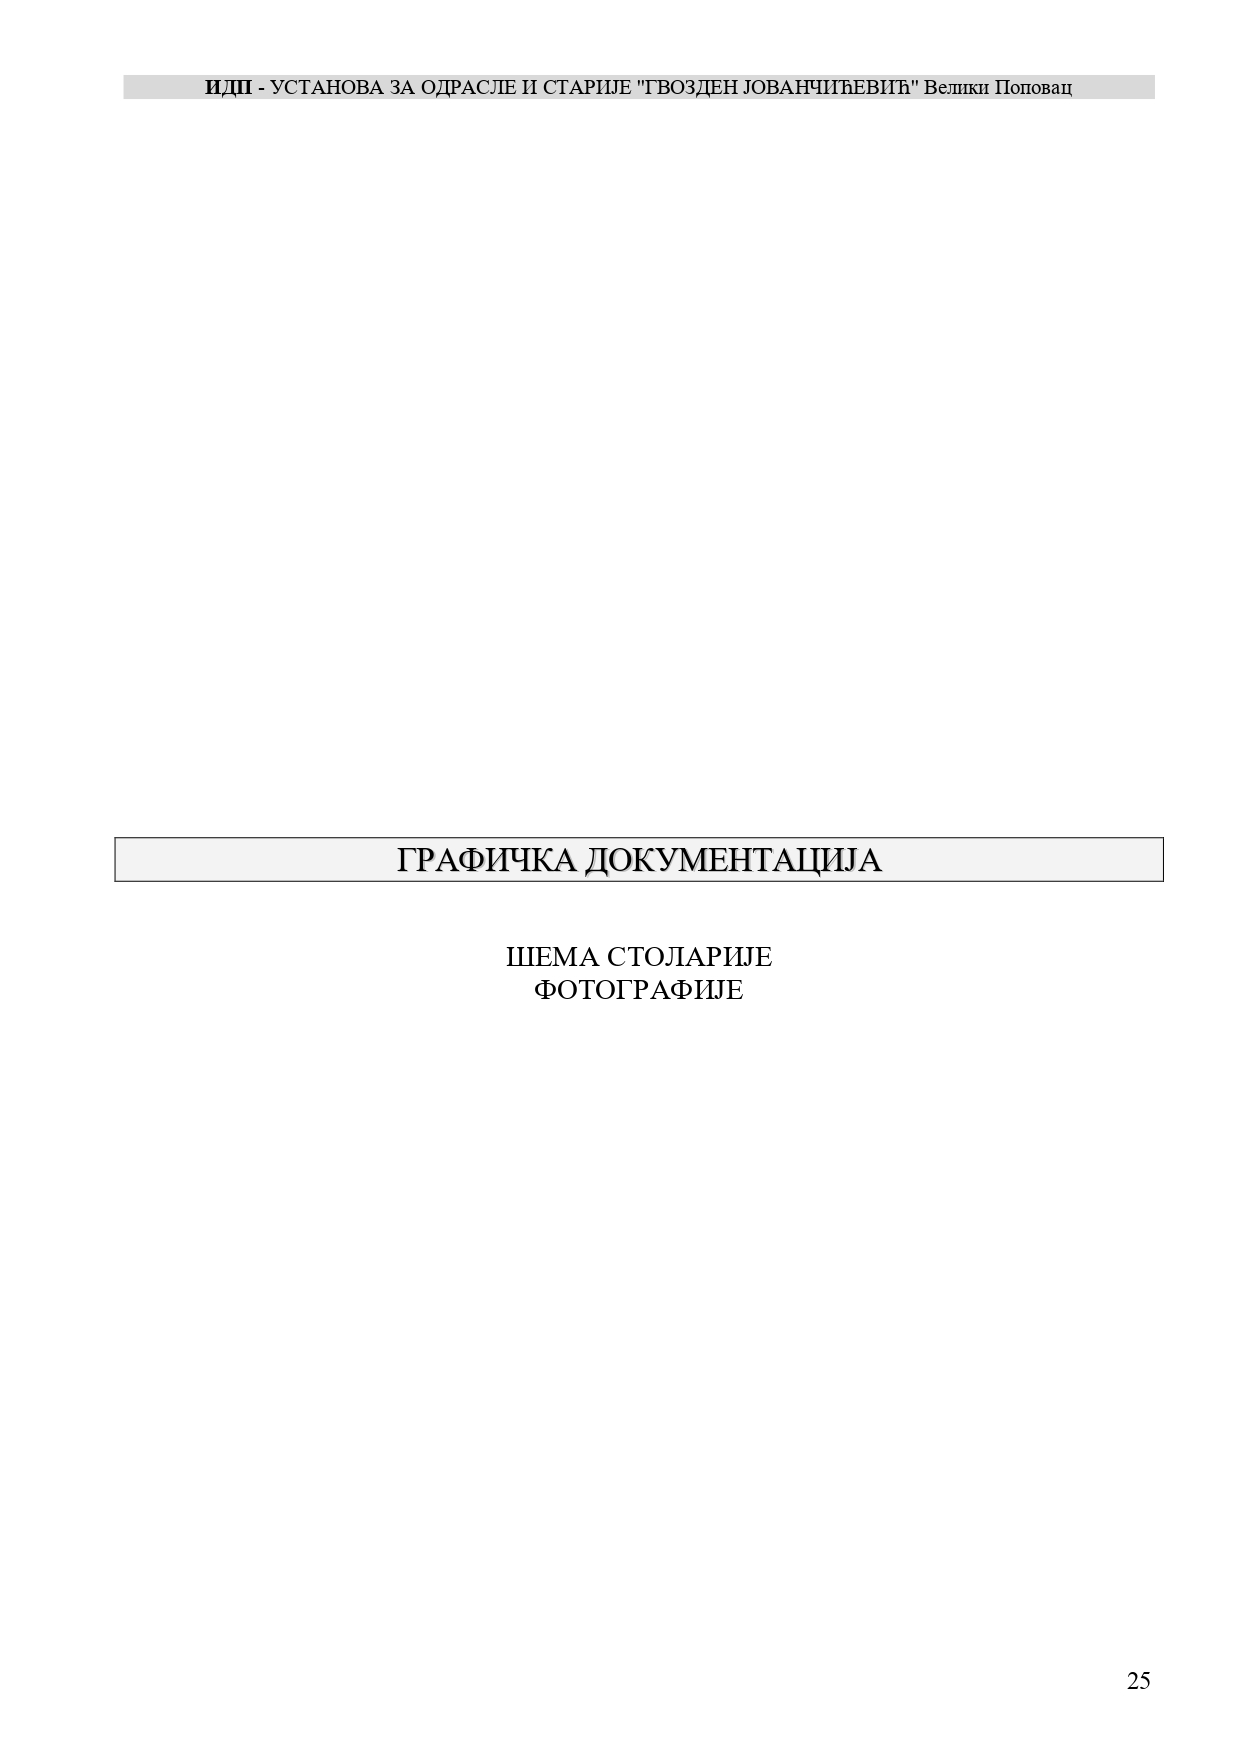 ИДП - УСТАНОВА ЗА ОДРАСЛЕ И СТАРИЈЕ "ГВОЗДЕН ЈОВАНЧИЋЕВИЋ" Велики Поповац
ГРАФИЧКА ДОКУМЕНТАЦИЈА
ШЕМА СТОЛАРИЈЕ
ФОТОГРАФИЈЕ
25